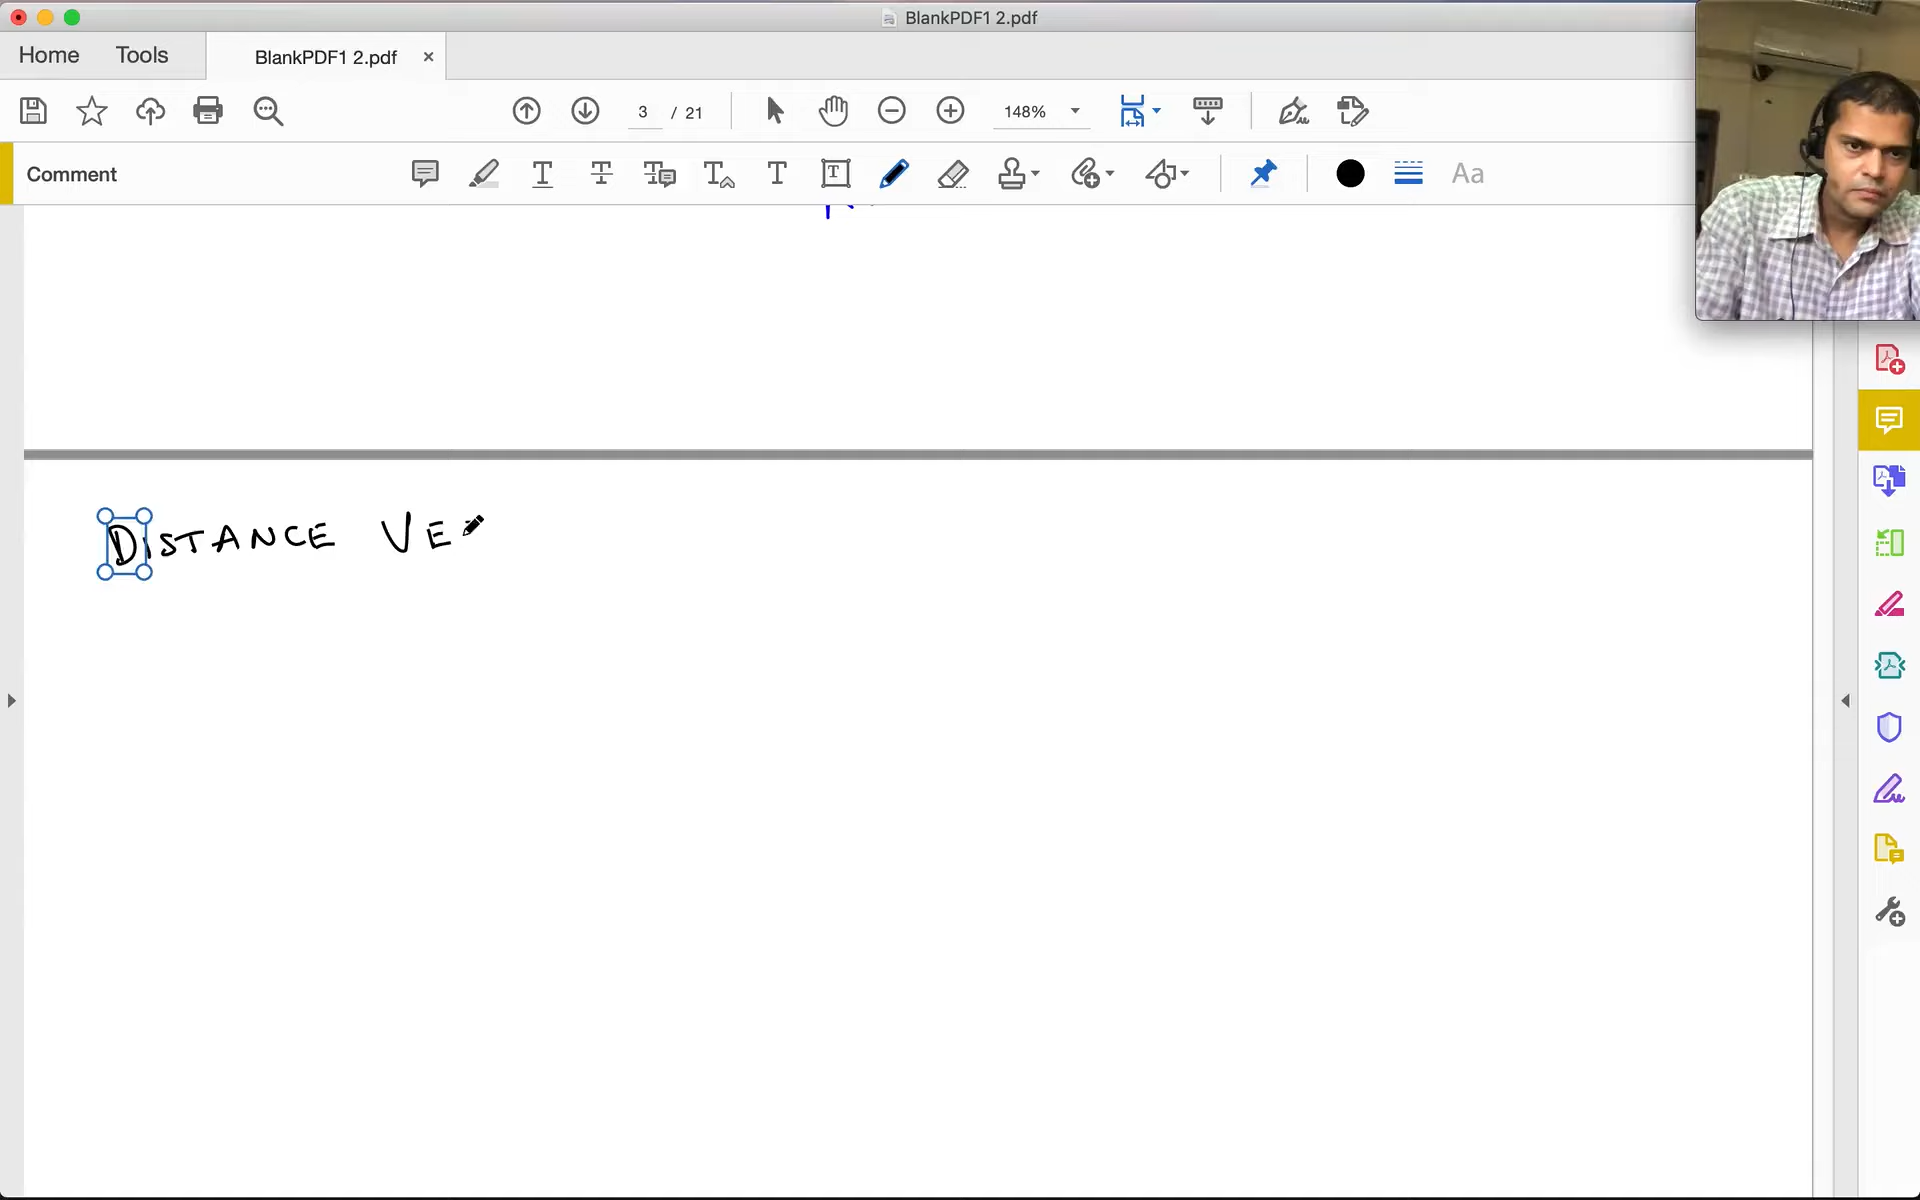 BlankPDF1 2.pdf
Home Tools BlankPDF1 2.pdf ×
3 / 21 148%
Comment Aa
DISTANCE VE